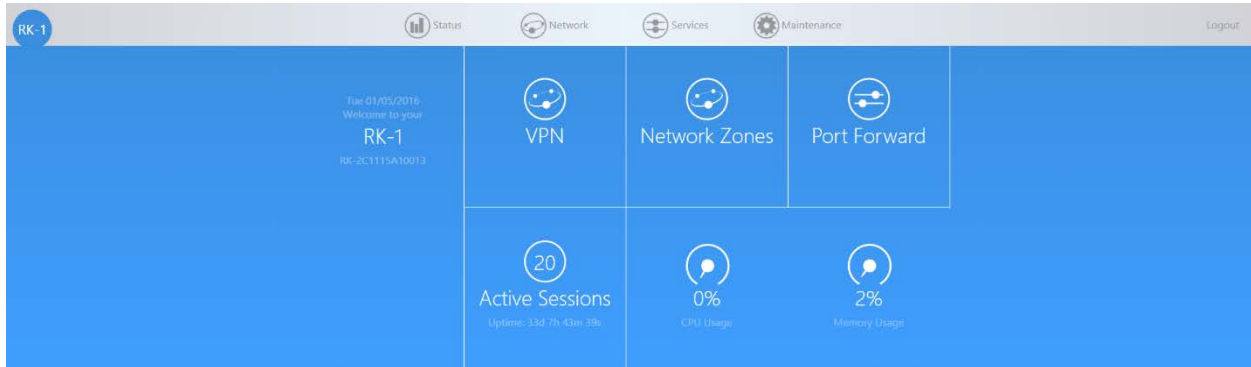 RK-1
Status
Network
Services
Maintenance
Logout
Tue 01/05/2016
Welcome to your
RK-1
RK-2C1115A10013
VPN
Network Zones
Port Forward
20
Active Sessions
Uptime: 33d 7h 43m 39s
0%
CPU Usage
2%
Memory Usage